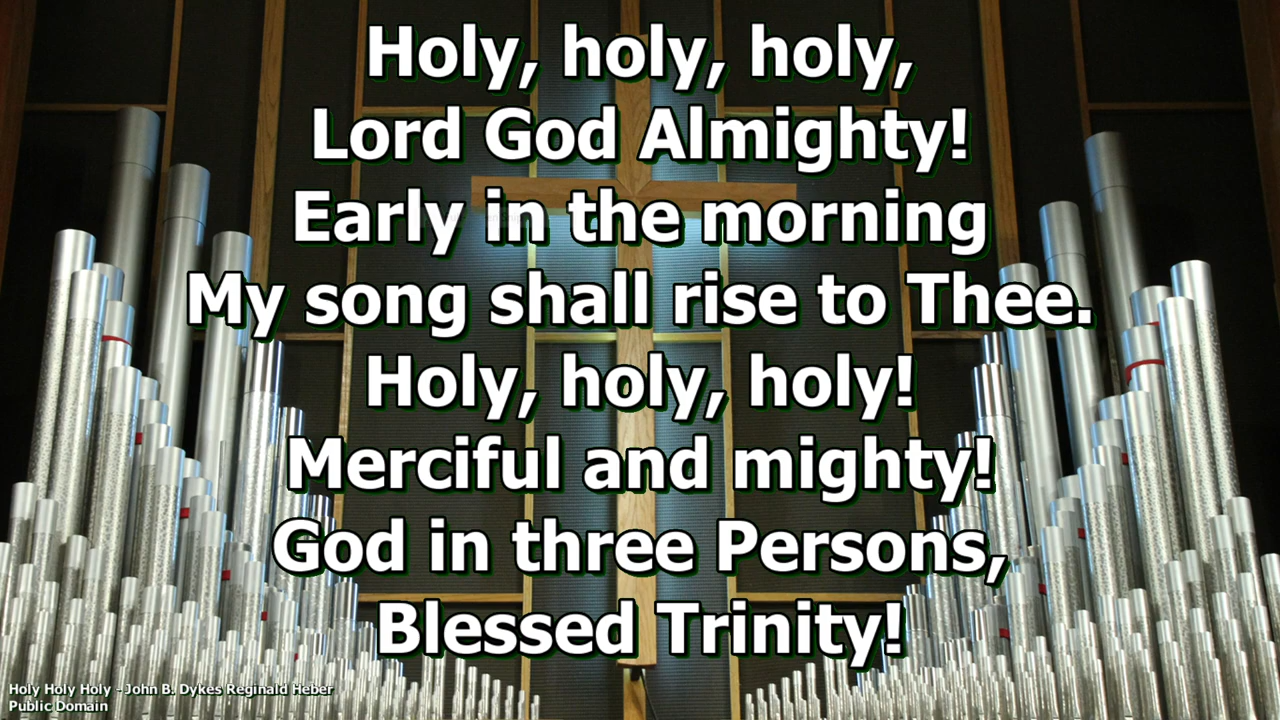 Holy, holy, holy,
Lord God Almighty!
Early in the morning
My song shall rise to Thee.
Holy, holy, holy!
Merciful and mighty!
God in three Persons,
Blessed Trinity!
Holy Holy Holy - John B. Dykes Reginald Heber
Public Domain